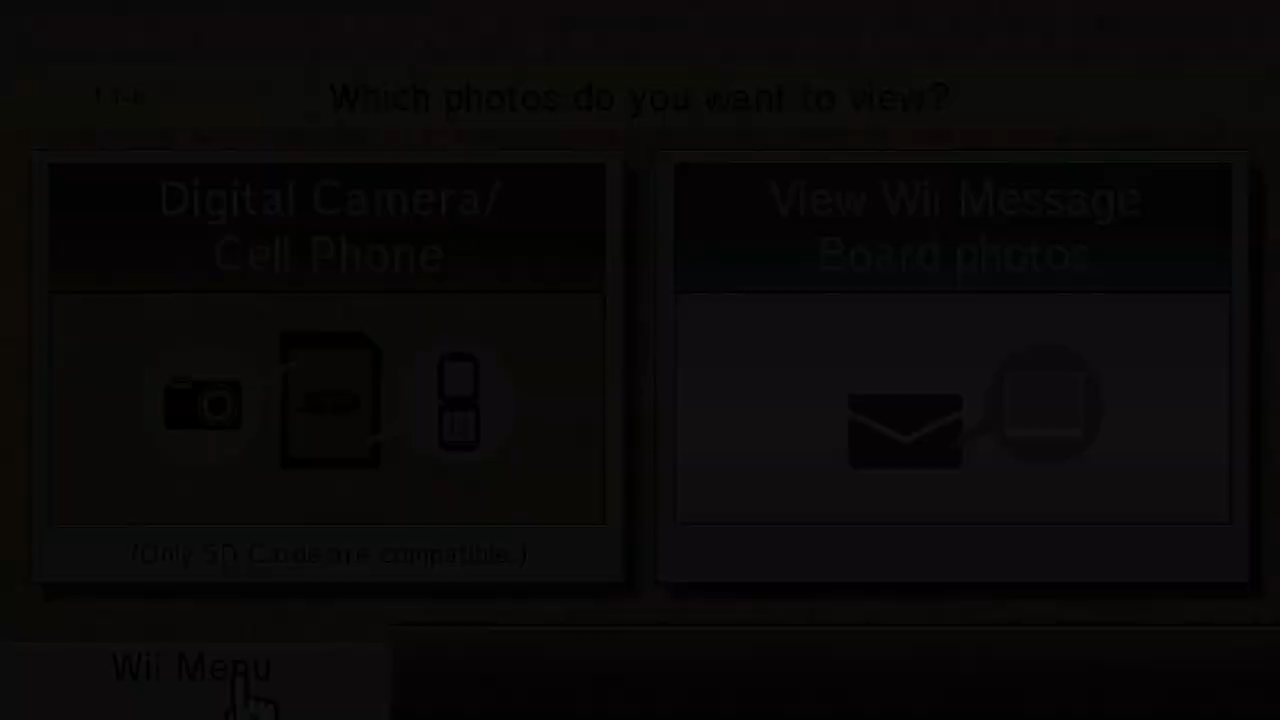 Which photos do you want to view?
Digital Camera/
Cell Phone
View Wii Message
Board photos
(Only SD Cards are compatible.)
Wii Menu